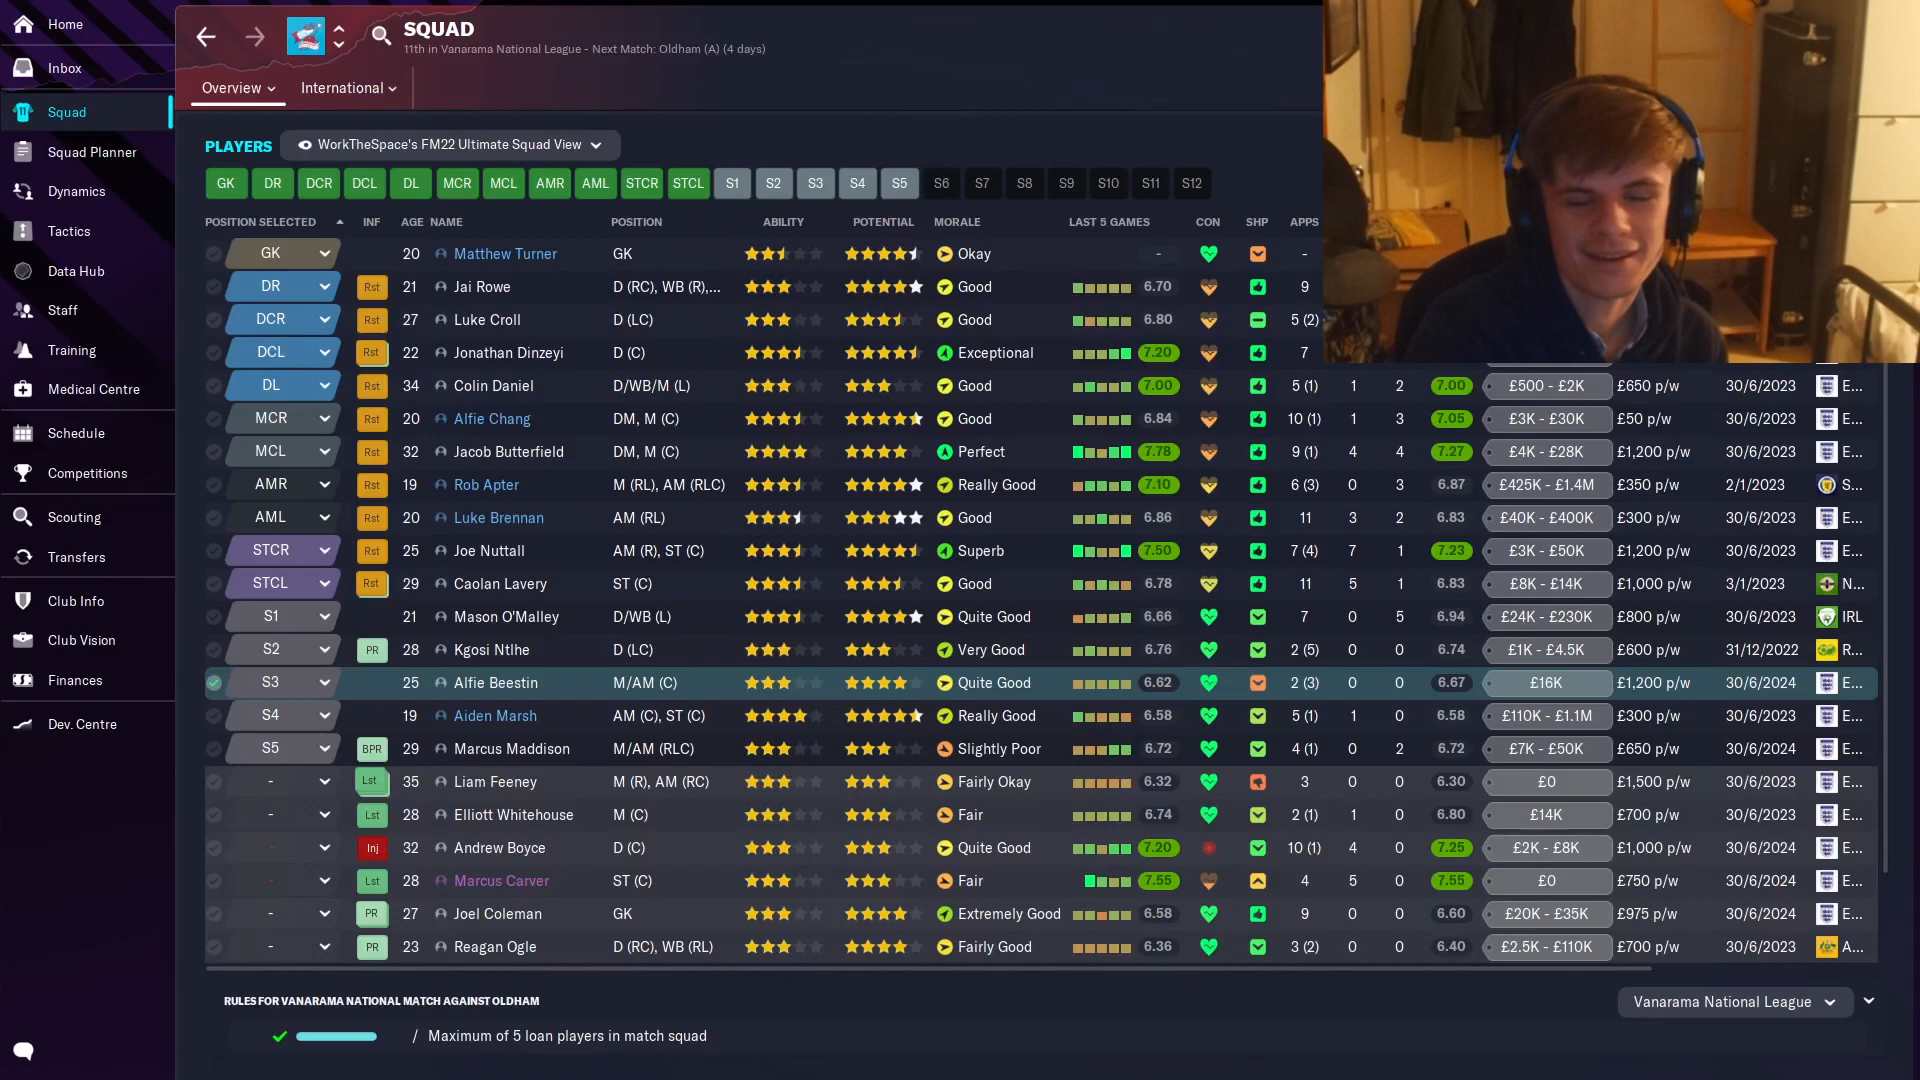 Home
SQUAD
11th in Vanarama National League - Next Match: Oldham (A) (4 days)
Inbox
Overview International
Squad
Squad Planner
Dynamics
Tactics
Data Hub
Staff
Training
Medical Centre
Schedule
Competitions
Scouting
Transfers
Club Info
Club Vision
Finances
Dev. Centre
PLAYERS WorkTheSpace's FM22 Ultimate Squad View
GK DR DCR DCL DL MCR MCL AMR AML STCR STCL S1 S2 S3 S4 S5 S6 S7 S8 S9 S10 S11 S12
POSITION SELECTED INF AGE NAME POSITION ABILITY POTENTIAL MORALE LAST 5 GAMES CON SHP APPS
GK 20 Matthew Turner GK Okay - -
DR Rst 21 Jai Rowe D (RC), WB (R),... Good 6.70 9
DCR Rst 27 Luke Croll D (LC) Good 6.80 5 (2)
DCL Rst 22 Jonathan Dinzeyi D (C) Exceptional 7.20 7
DL Rst 34 Colin Daniel D/WB/M (L) Good 7.00 5 (1) 1 2 7.00 £500 - £2K £650 p/w 30/6/2023 E...
MCR Rst 20 Alfie Chang DM, M (C) Good 6.84 10 (1) 1 3 7.05 £3K - £30K £50 p/w 30/6/2023 E...
MCL Rst 32 Jacob Butterfield DM, M (C) Perfect 7.78 9 (1) 4 4 7.27 £4K - £28K £1,200 p/w 30/6/2023 E...
AMR Rst 19 Rob Apter M (RL), AM (RLC) Really Good 7.10 6 (3) 0 3 6.87 £425K - £1.4M £350 p/w 2/1/2023 S...
AML Rst 20 Luke Brennan AM (RL) Good 6.86 11 3 2 6.83 £40K - £400K £300 p/w 30/6/2023 E...
STCR Rst 25 Joe Nuttall AM (R), ST (C) Superb 7.50 7 (4) 7 1 7.23 £3K - £50K £1,200 p/w 30/6/2023 E...
STCL Rst 29 Caolan Lavery ST (C) Good 6.78 11 5 1 6.83 £8K - £14K £1,000 p/w 3/1/2023 N...
S1 21 Mason O'Malley D/WB (L) Quite Good 6.66 7 0 5 6.94 £24K - £230K £800 p/w 30/6/2023 IRL
S2 PR 28 Kgosi Ntlhe D (LC) Very Good 6.76 2 (5) 0 0 6.74 £1K - £4.5K £600 p/w 31/12/2022 R...
S3 25 Alfie Beestin M/AM (C) Quite Good 6.62 2 (3) 0 0 6.67 £16K £1,200 p/w 30/6/2024 E...
S4 19 Aiden Marsh AM (C), ST (C) Really Good 6.58 5 (1) 1 0 6.58 £110K - £1.1M £300 p/w 30/6/2023 E...
S5 BPR 29 Marcus Maddison M/AM (RLC) Slightly Poor 6.72 4 (1) 0 2 6.72 £7K - £50K £650 p/w 30/6/2024 E...
- Lst 35 Liam Feeney M (R), AM (RC) Fairly Okay 6.32 3 0 0 6.30 £0 £1,500 p/w 30/6/2023 E...
- Lst 28 Elliott Whitehouse M (C) Fair 6.74 2 (1) 1 0 6.80 £14K £700 p/w 30/6/2023 E...
- Inj 32 Andrew Boyce D (C) Quite Good 7.20 10 (1) 4 0 7.25 £2K - £8K £1,000 p/w 30/6/2024 E...
- Lst 28 Marcus Carver ST (C) Fair 7.55 4 5 0 7.55 £0 £750 p/w 30/6/2024 E...
- PR 27 Joel Coleman GK Extremely Good 6.58 9 0 0 6.60 £20K - £35K £975 p/w 30/6/2024 E...
- PR 23 Reagan Ogle D (RC), WB (RL) Fairly Good 6.36 3 (2) 0 0 6.40 £2.5K - £110K £700 p/w 30/6/2023 A...
RULES FOR VANARAMA NATIONAL MATCH AGAINST OLDHAM Vanarama National League
/ Maximum of 5 loan players in match squad